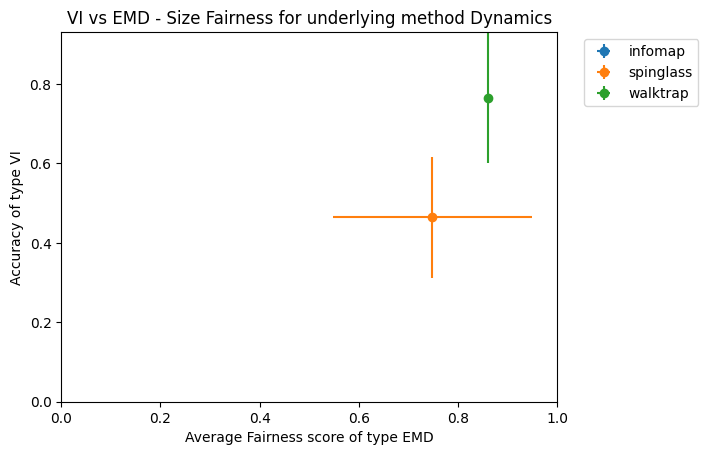 VI vs EMD - Size Fairness for underlying method Dynamics
infomap
spinglass
walktrap
Accuracy of type VI
0.8
0.6
0.4
0.2
0.0
0.0 0.2 0.4 0.6 0.8 1.0
Average Fairness score of type EMD